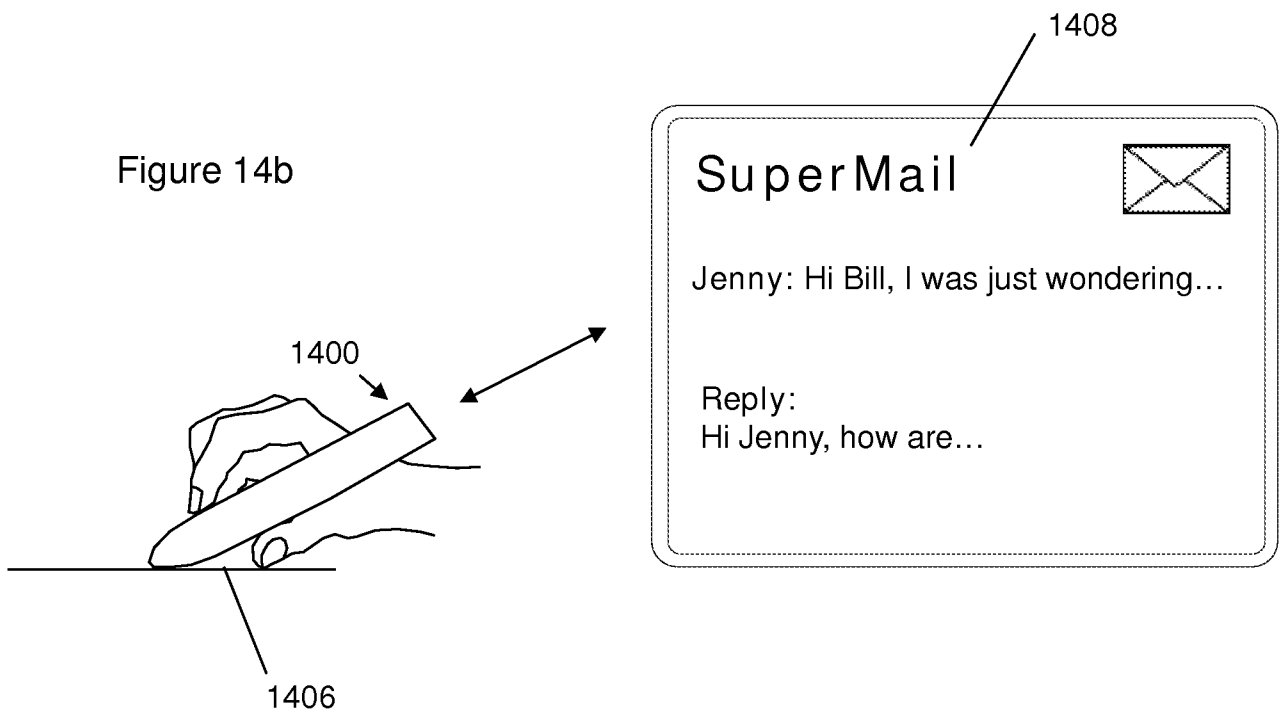 1408
Figure 14b
SuperMail
Jenny: Hi Bill, I was just wondering…
1400
Reply:
Hi Jenny, how are…
1406